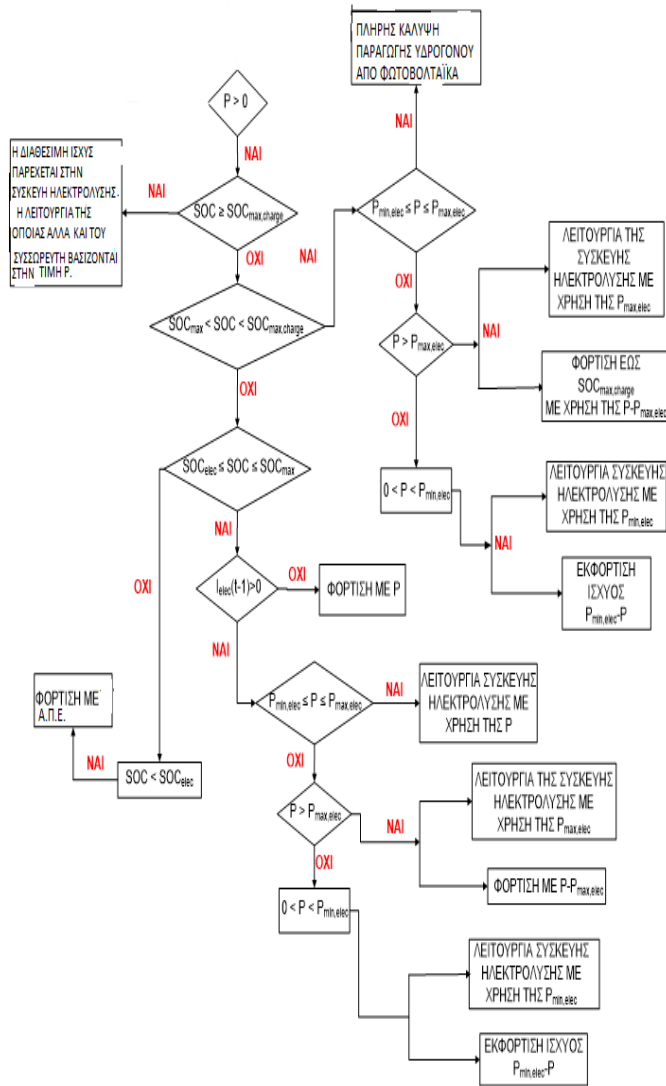 ΠΛΗΡΗΣ ΚΑΛΥΨΗ
ΠΑΡΑΓΩΓΗΣ ΥΔΡΟΓΟΝΟΥ
ΑΠΟ ΦΩΤΟΒΟΛΤΑΪΚΑ
P > 0
ΝΑΙ
ΝΑΙ
Η ΔΙΑΘΕΣΙΜΗ ΙΣΧΥΣ
ΠΑΡΕΧΕΤΑΙ ΣΤΗΝ
ΣΥΣΚΕΥΗ ΗΛΕΚΤΡΟΛΥΣΗΣ.
Η ΛΕΙΤΟΥΡΓΙΑ ΤΗΣ
ΟΠΟΙΑΣ ΑΛΛΑ ΚΑΙ ΤΟΥ
ΣΥΣΣΩΡΕΥΤΗ ΒΑΣΙΖΟΝΤΑΙ
ΣΤΗΝ ΤΙΜΗ P.
ΝΑΙ
SOC ≥ SOCmax,charge
Pmin,elec ≤ P ≤ Pmax,elec
ΟΧΙ
ΝΑΙ
ΟΧΙ
ΛΕΙΤΟΥΡΓΙΑ ΤΗΣ
ΣΥΣΚΕΥΗΣ
ΗΛΕΚΤΡΟΛΥΣΗΣ ΜΕ
ΧΡΗΣΗ ΤΗΣ Pmax,elec
SOCmax < SOC < SOCmax,charge
P > Pmax,elec
ΝΑΙ
ΦΟΡΤΙΣΗ ΕΩΣ
SOCmax,charge
ΜΕ ΧΡΗΣΗ ΤΗΣ P-Pmax,elec
ΟΧΙ
ΟΧΙ
SOCelec ≤ SOC ≤ SOCmax
0 < P < Pmin,elec
ΛΕΙΤΟΥΡΓΙΑ ΣΥΣΚΕΥΗΣ
ΗΛΕΚΤΡΟΛΥΣΗΣ ΜΕ
ΧΡΗΣΗ ΤΗΣ Pmin,elec
ΝΑΙ
ΝΑΙ
ΟΧΙ
Ielec(t-1)>0
ΟΧΙ
ΦΟΡΤΙΣΗ ΜΕ P
ΕΚΦΟΡΤΙΣΗ
ΙΣΧΥΟΣ
Pmin,elec-P
ΝΑΙ
Pmin,elec ≤ P ≤ Pmax,elec
ΝΑΙ
ΛΕΙΤΟΥΡΓΙΑ ΣΥΣΚΕΥΗΣ
ΗΛΕΚΤΡΟΛΥΣΗΣ ΜΕ
ΧΡΗΣΗ ΤΗΣ P
ΦΟΡΤΙΣΗ ΜΕ
Α.Π.Ε.
ΝΑΙ
SOC < SOCelec
ΟΧΙ
P > Pmax,elec
ΝΑΙ
ΛΕΙΤΟΥΡΓΙΑ ΤΗΣ ΣΥΣΚΕΥΗΣ
ΗΛΕΚΤΡΟΛΥΣΗΣ ΜΕ
ΧΡΗΣΗ ΤΗΣ Pmax,elec
ΦΟΡΤΙΣΗ ΜΕ P-Pmax,elec
ΟΧΙ
0 < P < Pmin,elec
ΛΕΙΤΟΥΡΓΙΑ ΣΥΣΚΕΥΗΣ
ΗΛΕΚΤΡΟΛΥΣΗΣ ΜΕ
ΧΡΗΣΗ ΤΗΣ Pmin,elec
ΕΚΦΟΡΤΙΣΗ ΙΣΧΥΟΣ
Pmin,elec-P